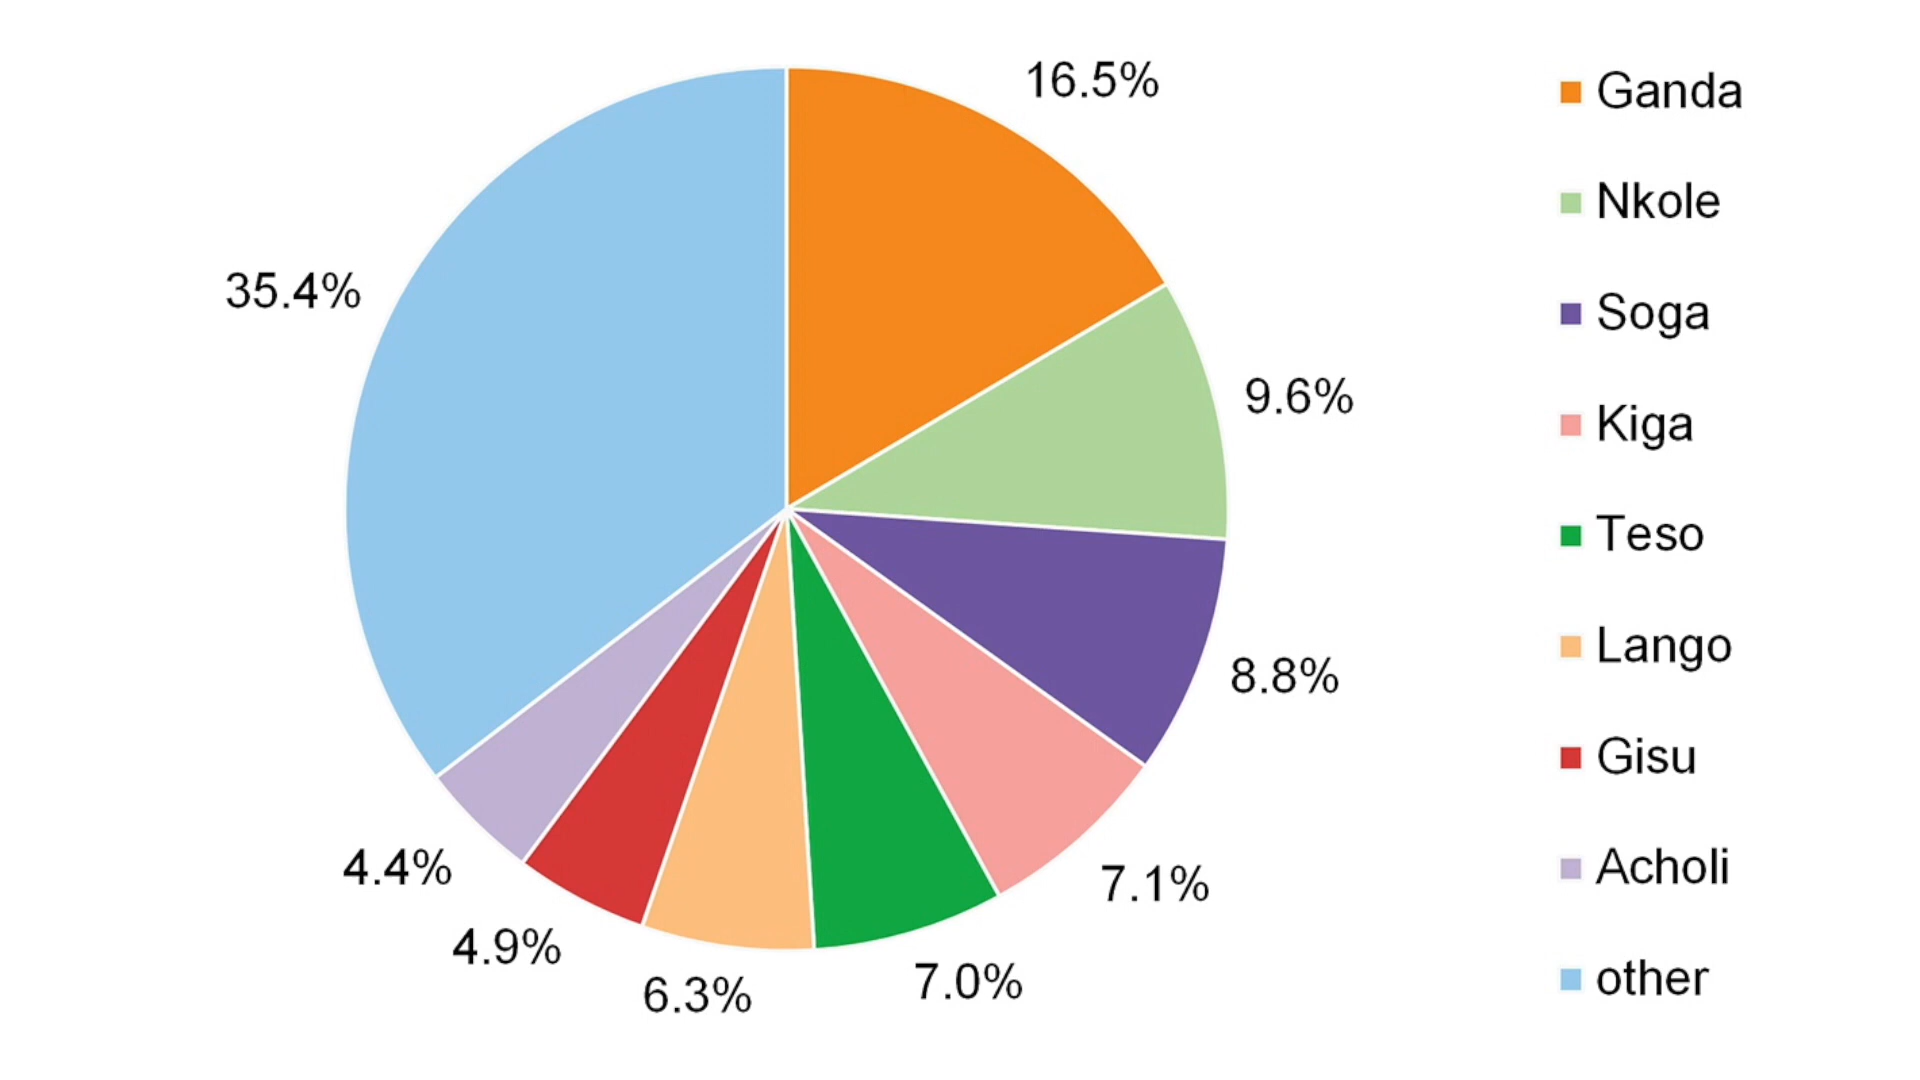 16.5%
9.6%
8.8%
7.1%
7.0%
6.3%
4.9%
4.4%
35.4%
Ganda
Nkole
Soga
Kiga
Teso
Lango
Gisu
Acholi
other